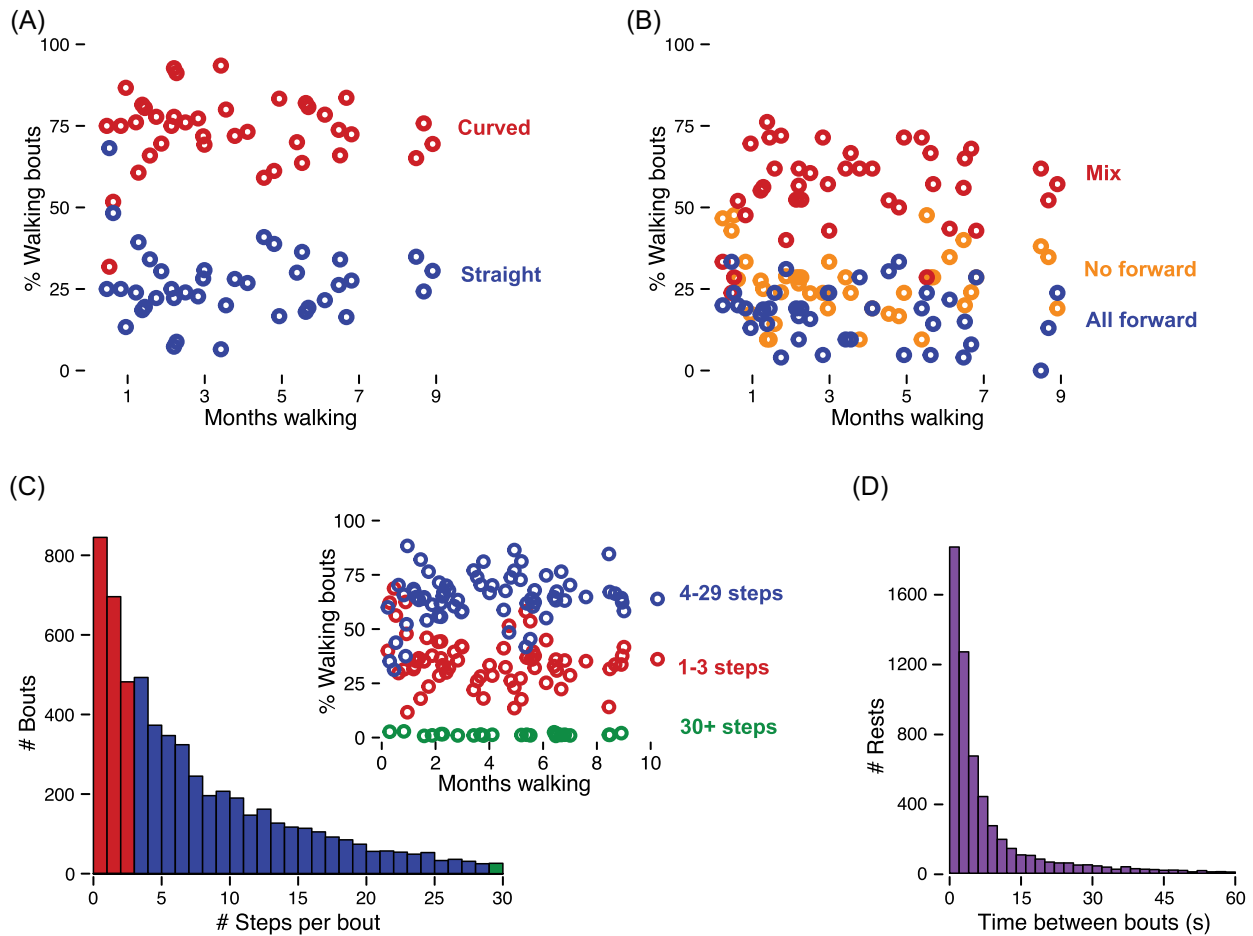 (A)
100
75
50
25
0
% Walking bouts
Curved
Straight
1 3 5 7 9
Months walking
(B)
100
75
50
25
0
% Walking bouts
Mix
No forward
All forward
1 3 5 7 9
Months walking
(C)
800
600
400
200
0
# Bouts
0 5 10 15 20 25 30
# Steps per bout
100
75
50
25
0
% Walking bouts
4-29 steps
1-3 steps
30+ steps
0 2 4 6 8 10
Months walking
(D)
1600
1200
800
400
0
# Rests
0 15 30 45 60
Time between bouts (s)